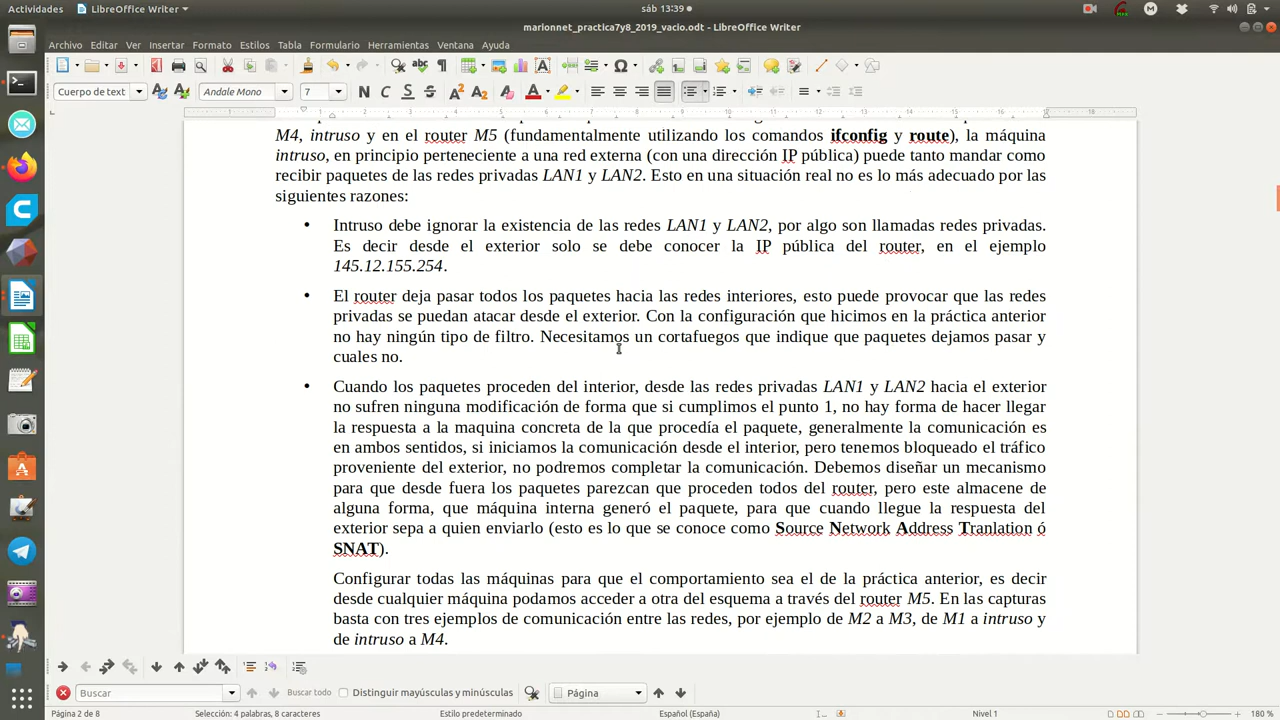 Actividades
LibreOffice Writer
sáb 13:39
marionnet_practica7y8_2019_vacio.odt - LibreOffice Writer
Archivo Editar Ver Insertar Formato Estilos Tabla Formulario Herramientas Ventana Ayuda
Cuerpo de text Andale Mono 7
M4, intruso y en el router M5 (fundamentalmente utilizando los comandos ifconfig y route), la máquina
intruso, en principio perteneciente a una red externa (con una dirección IP pública) puede tanto mandar como
recibir paquetes de las redes privadas LAN1 y LAN2. Esto en una situación real no es lo más adecuado por las
siguientes razones:
• Intruso debe ignorar la existencia de las redes LAN1 y LAN2, por algo son llamadas redes privadas.
Es decir desde el exterior solo se debe conocer la IP pública del router, en el ejemplo
145.12.155.254.
• El router deja pasar todos los paquetes hacia las redes interiores, esto puede provocar que las redes
privadas se puedan atacar desde el exterior. Con la configuración que hicimos en la práctica anterior
no hay ningún tipo de filtro. Necesitamos un cortafuegos que indique que paquetes dejamos pasar y
cuales no.
• Cuando los paquetes proceden del interior, desde las redes privadas LAN1 y LAN2 hacia el exterior
no sufren ninguna modificación de forma que si cumplimos el punto 1, no hay forma de hacer llegar
la respuesta a la maquina concreta de la que procedía el paquete, generalmente la comunicación es
en ambos sentidos, si iniciamos la comunicación desde el interior, pero tenemos bloqueado el tráfico
proveniente del exterior, no podremos completar la comunicación. Debemos diseñar un mecanismo
para que desde fuera los paquetes parezcan que proceden todos del router, pero este almacene de
alguna forma, que máquina interna generó el paquete, para que cuando llegue la respuesta del
exterior sepa a quien enviarlo (esto es lo que se conoce como Source Network Address Tranlation ó
SNAT).
Configurar todas las máquinas para que el comportamiento sea el de la práctica anterior, es decir
desde cualquier máquina podamos acceder a otra del esquema a través del router M5. En las capturas
basta con tres ejemplos de comunicación entre las redes, por ejemplo de M2 a M3, de M1 a intruso y
de intruso a M4.
Buscar Buscar todo Distinguir mayúsculas y minúsculas Página
Página 2 de 8 Selección: 4 palabras, 8 caracteres Estilo predeterminado Español (España) Nivel 1 180 %